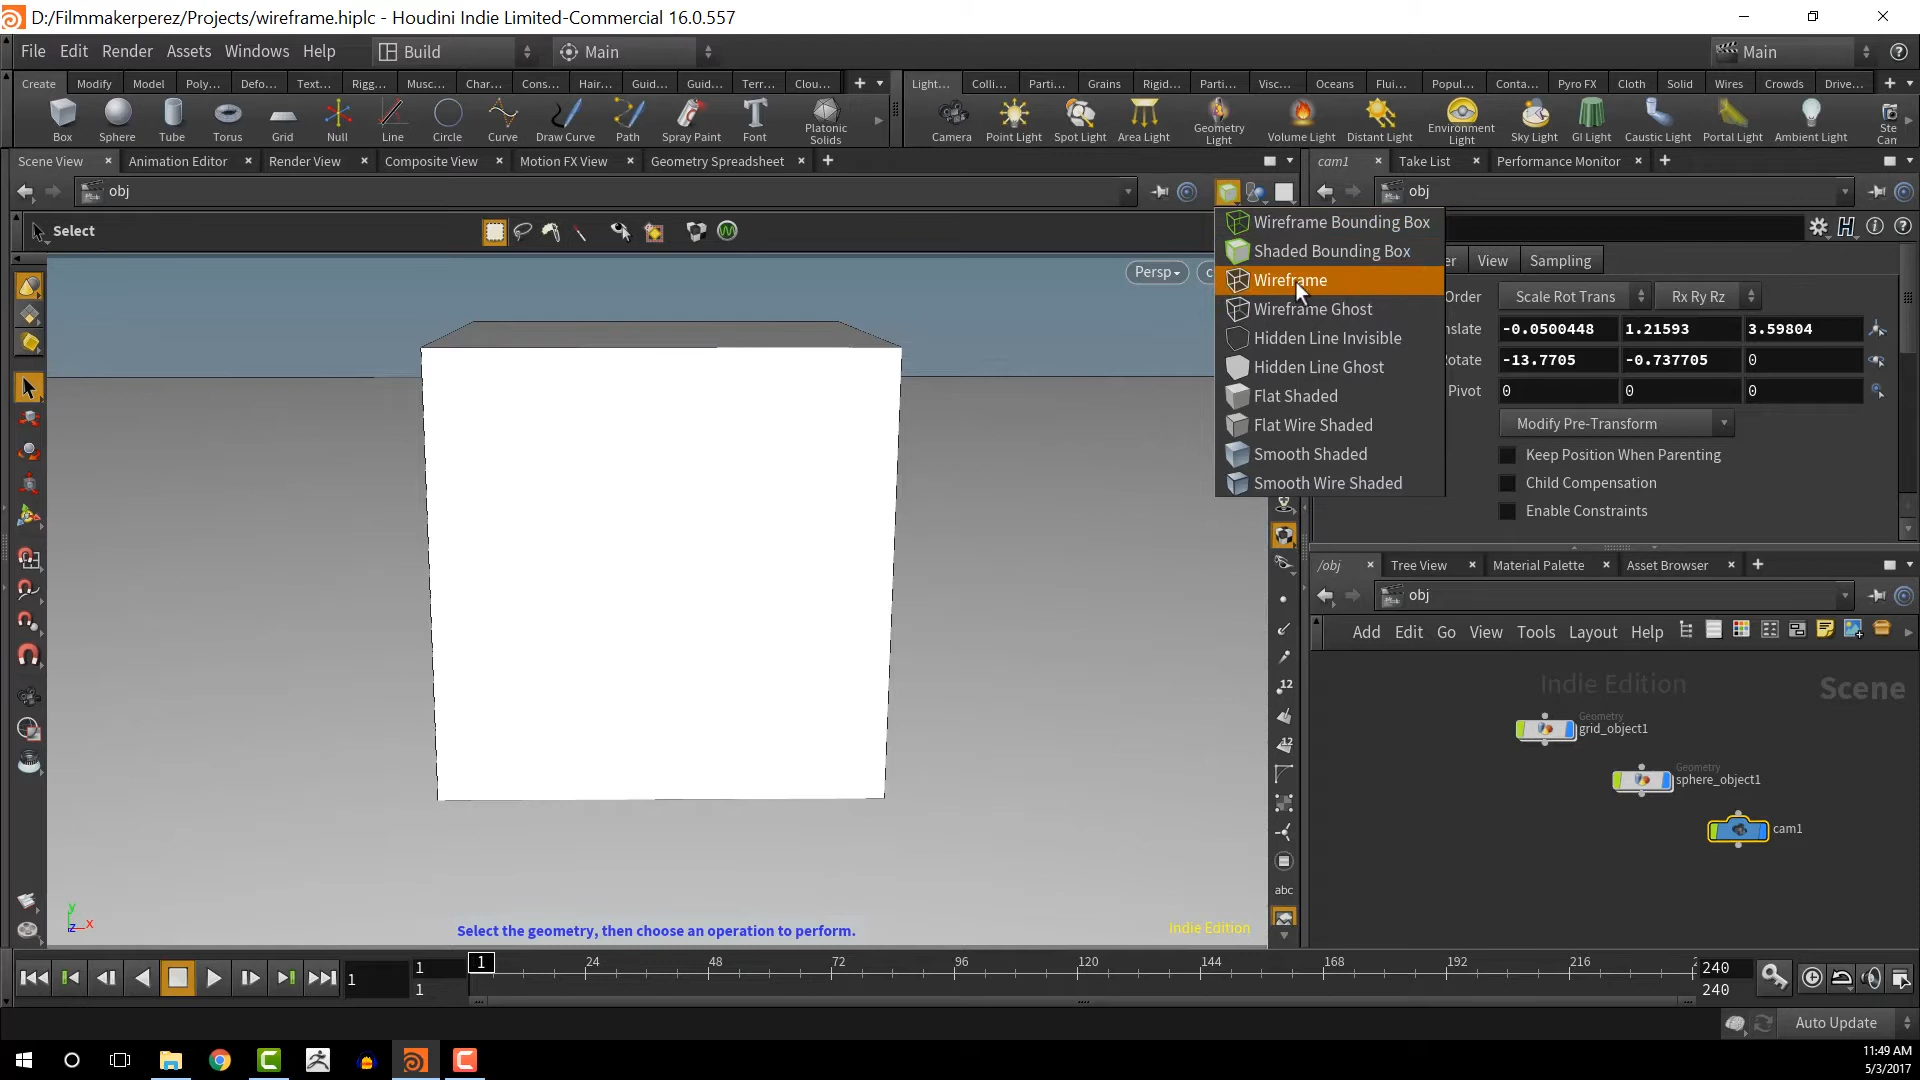 D:/Filmmakerperez/Projects/wireframe.hiplc - Houdini Indie Limited-Commercial 16.0.557
File Edit Render Assets Windows Help Build Main Main
Create Modify Model Poly... Defo... Text... Rigg... Musc... Char... Cons... Hair... Guid... Guid... Terr... Clou...
Light... Colli... Parti... Grains Rigid... Parti... Visc... Oceans Flui... Popul... Conta... Pyro FX Cloth Solid Wires Crowds Drive...
Box Sphere Tube Torus Grid Null Line Circle Curve Draw Curve Path Spray Paint Font Platonic Solids
Camera Point Light Spot Light Area Light Geometry Light Volume Light Distant Light Environment Light Sky Light GI Light Caustic Light Portal Light Ambient Light Ste Can
Scene View Animation Editor Render View Composite View Motion FX View Geometry Spreadsheet
cam1 Take List Performance Monitor
obj
obj
Select
Wireframe Bounding Box
Shaded Bounding Box
Wireframe
Wireframe Ghost
Hidden Line Invisible
Hidden Line Ghost
Flat Shaded
Flat Wire Shaded
Smooth Shaded
Smooth Wire Shaded
Persp c
er View Sampling
Order Scale Rot Trans Rx Ry Rz
slate -0.0500448 1.21593 3.59804
otate -13.7705 -0.737705 0
Pivot 0 0 0
Modify Pre-Transform
Keep Position When Parenting
Child Compensation
Enable Constraints
/obj Tree View Material Palette Asset Browser
obj
Add Edit Go View Tools Layout Help
Indie Edition
Scene
Geometry
grid_object1
Geometry
sphere_object1
cam1
12
12
abc
y
z x
Select the geometry, then choose an operation to perform.
Indie Edition
1 1 1 1 24 48 72 96 120 144 168 192 216 2 240 240
Auto Update
11:49 AM
5/3/2017